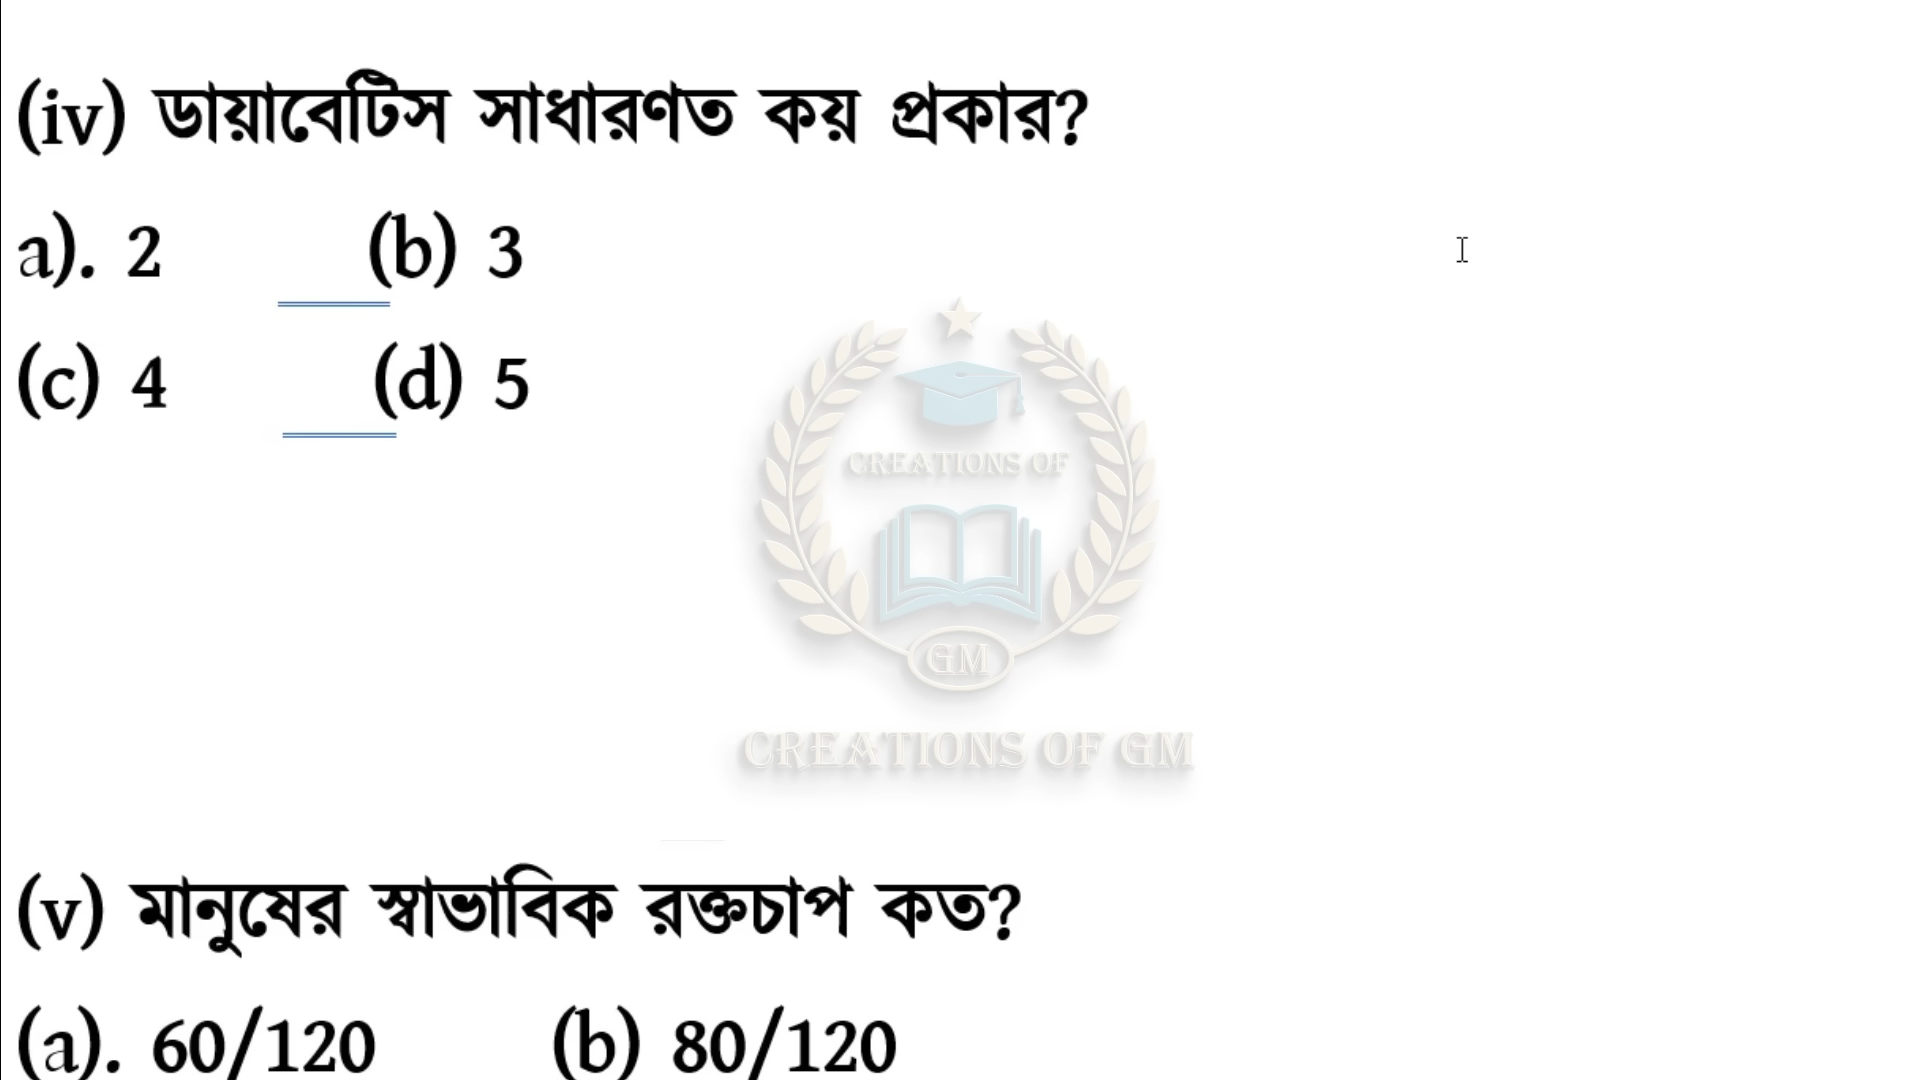 (iv) ডায়াবেটিস সাধারণত কয় প্রকার?
a). 2 (b) 3
(c) 4 (d) 5
CREATIONS OF
GM
CREATIONS OF GM
(v) মানুষের স্বাভাবিক রক্তচাপ কত?
(a). 60/120 (b) 80/120